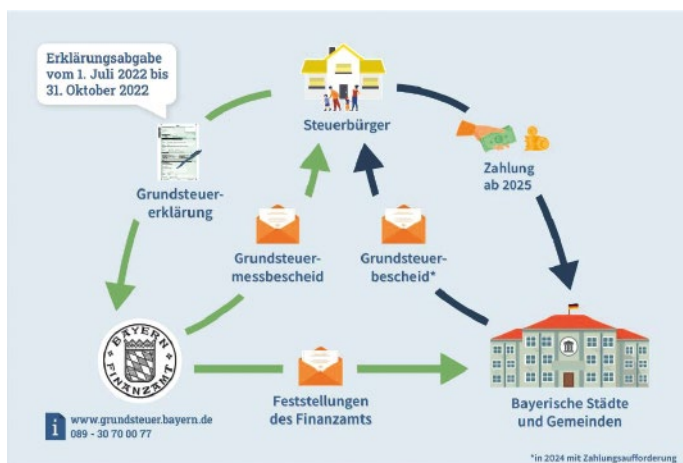 Erklärungsabgabe
vom 1. Juli 2022 bis
31. Oktober 2022
Steuerbürger
Grundsteuer-
erklärung
Zahlung
ab 2025
Grundsteuer-
messbescheid
Grundsteuer-
bescheid*
BAYERN
FINANZAMT
Feststellungen
des Finanzamts
Bayerische Städte
und Gemeinden
i www.grundsteuer.bayern.de
089 - 30 70 00 77
*in 2024 mit Zahlungsaufforderung